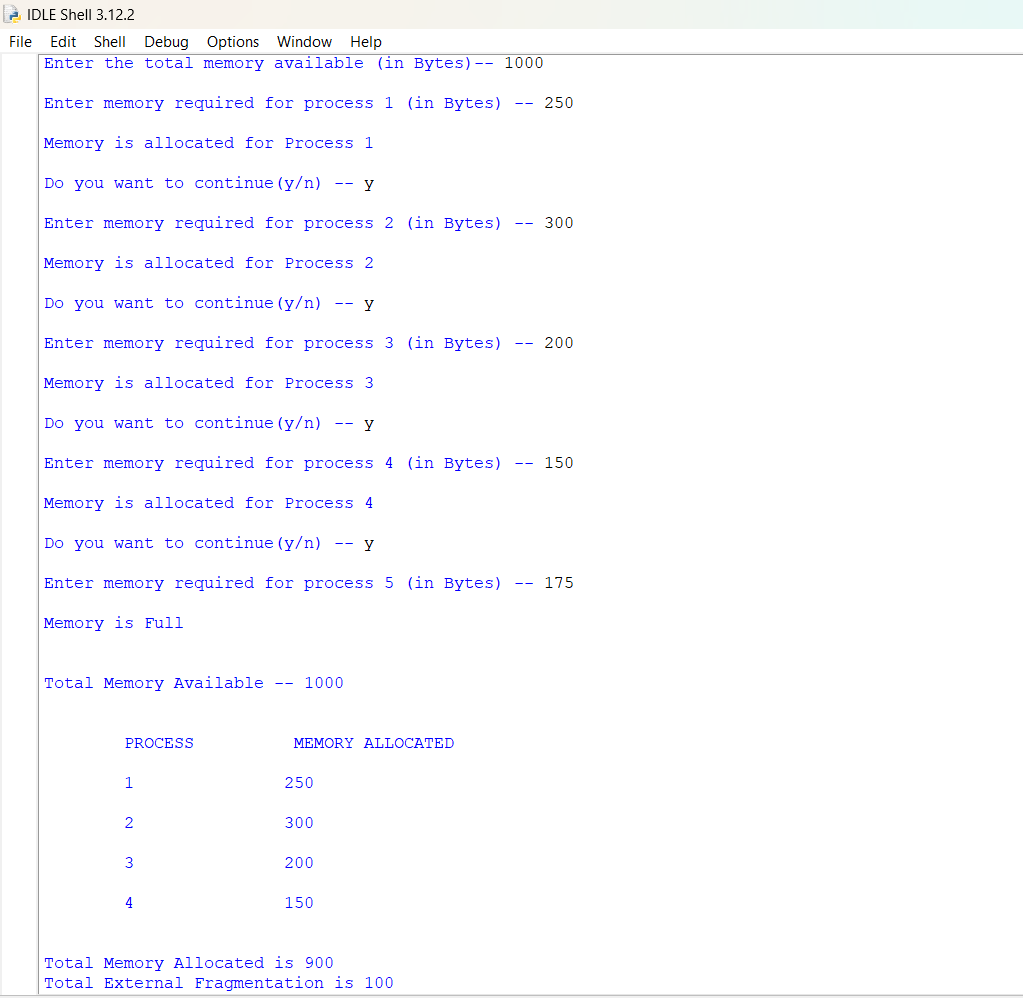 IDLE Shell 3.12.2
File Edit Shell Debug Options Window Help
Enter the total memory available (in Bytes)-- 1000
Enter memory required for process 1 (in Bytes) -- 250
Memory is allocated for Process 1
Do you want to continue(y/n) -- y
Enter memory required for process 2 (in Bytes) -- 300
Memory is allocated for Process 2
Do you want to continue(y/n) -- y
Enter memory required for process 3 (in Bytes) -- 200
Memory is allocated for Process 3
Do you want to continue(y/n) -- y
Enter memory required for process 4 (in Bytes) -- 150
Memory is allocated for Process 4
Do you want to continue(y/n) -- y
Enter memory required for process 5 (in Bytes) -- 175
Memory is Full
Total Memory Available -- 1000
PROCESS MEMORY ALLOCATED
1 250
2 300
3 200
4 150
Total Memory Allocated is 900
Total External Fragmentation is 100